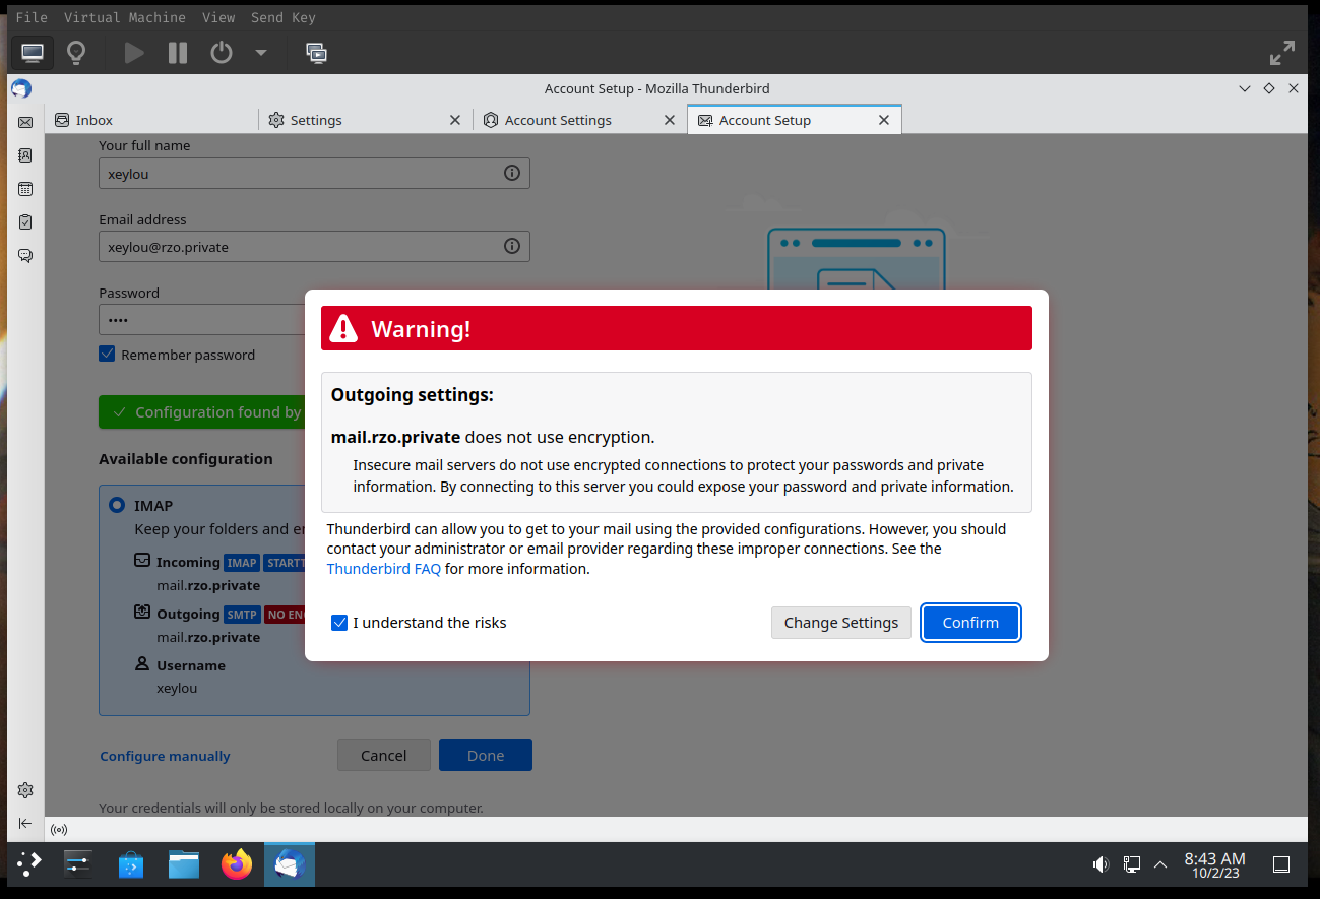 File Virtual Machine View Send Key
Account Setup - Mozilla Thunderbird
Inbox
Settings
Account Settings
Account Setup
Your full name
xeylou
Email address
xeylou@rzo.private
Password
••••
Remember password
Configuration found by
Available configuration
IMAP
Keep your folders and
Incoming IMAP
mail.rzo.private
Outgoing SMTP NO
mail.rzo.private
Username
xeylou
Configure manually
Cancel
Done
Your credentials will only be stored locally on your computer.
Warning!
Outgoing settings:
mail.rzo.private does not use encryption.
Insecure mail servers do not use encrypted connections to protect your passwords and private
information. By connecting to this server you could expose your password and private information.
Thunderbird can allow you to get to your mail using the provided configurations. However, you should
contact your administrator or email provider regarding these improper connections. See the
Thunderbird FAQ for more information.
I understand the risks
Change Settings
Confirm
8:43 AM
10/2/23